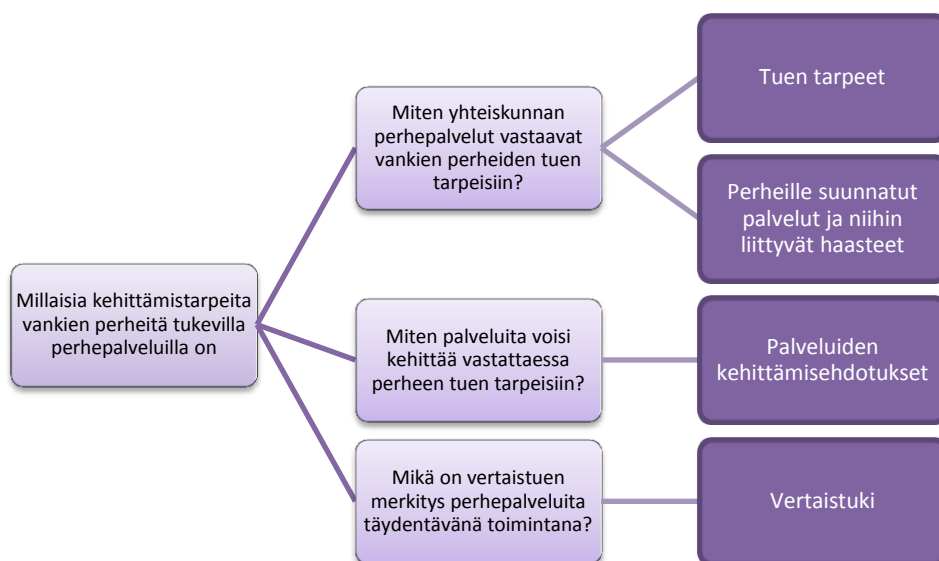 Millaisia kehittämistarpeita
vankien perheitä tukevilla
perhepalveluilla on
Miten yhteiskunnan
perhepalvelut vastaavat
vankien perheiden tuen
tarpeisiin?
Tuen tarpeet
Perheille suunnatut
palvelut ja niihin
liittyvät haasteet
Miten palveluita voisi
kehittää vastattaessa
perheen tuen tarpeisiin?
Palveluiden
kehittämisehdotukset
Mikä on vertaistuen
merkitys perhepalveluita
täydentävänä toimintana?
Vertaistuki